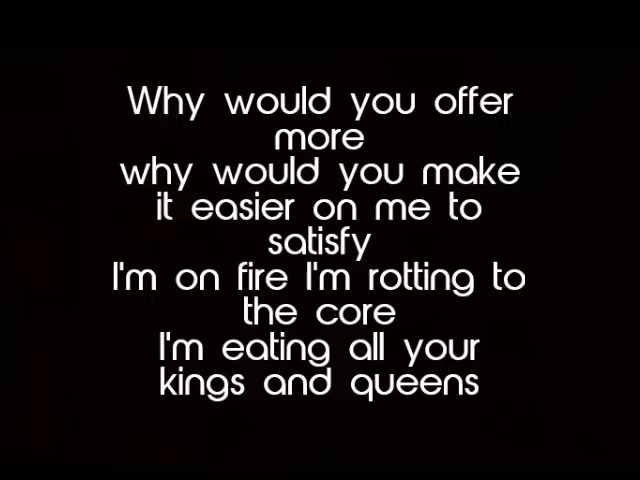 Why would you offer
more
why would you make
it easier on me to
satisfy
I'm on fire I'm rotting to
the core
I'm eating all your
kings and queens